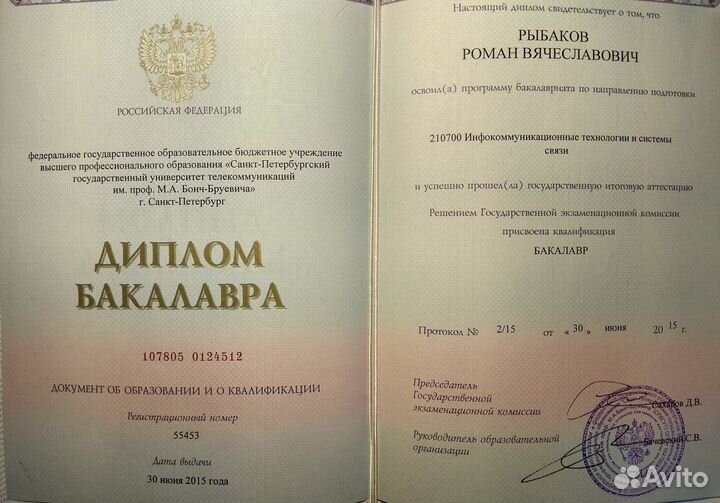 РОССИЙСКАЯ ФЕДЕРАЦИЯ
федеральное государственное образовательное бюджетное учреждение
высшего профессионального образования «Санкт-Петербургский
государственный университет телекоммуникаций
им. проф. М.А. Бонч-Бруевича»
г. Санкт-Петербург
ДИПЛОМ
БАКАЛАВРА
107805 0124512
ДОКУМЕНТ ОБ ОБРАЗОВАНИИ И О КВАЛИФИКАЦИИ
Регистрационный номер
55453
Дата выдачи
30 июня 2015 года
Настоящий диплом свидетельствует о том, что
РЫБАКОВ
РОМАН ВЯЧЕСЛАВОВИЧ
освоил(а) программу бакалавриата по направлению подготовки
210700 Инфокоммуникационные технологии и системы
связи
и успешно прошел(ла) государственную итоговую аттестацию
Решением Государственной экзаменационной комиссии
присвоена квалификация
БАКАЛАВР
Протокол № 2/15 от « 30 » июня 20 15 г.
Председатель
Государственной
экзаменационной комиссии Сахаров Д.В.
Руководитель образовательной
организации Бачевский С.В.
Avito